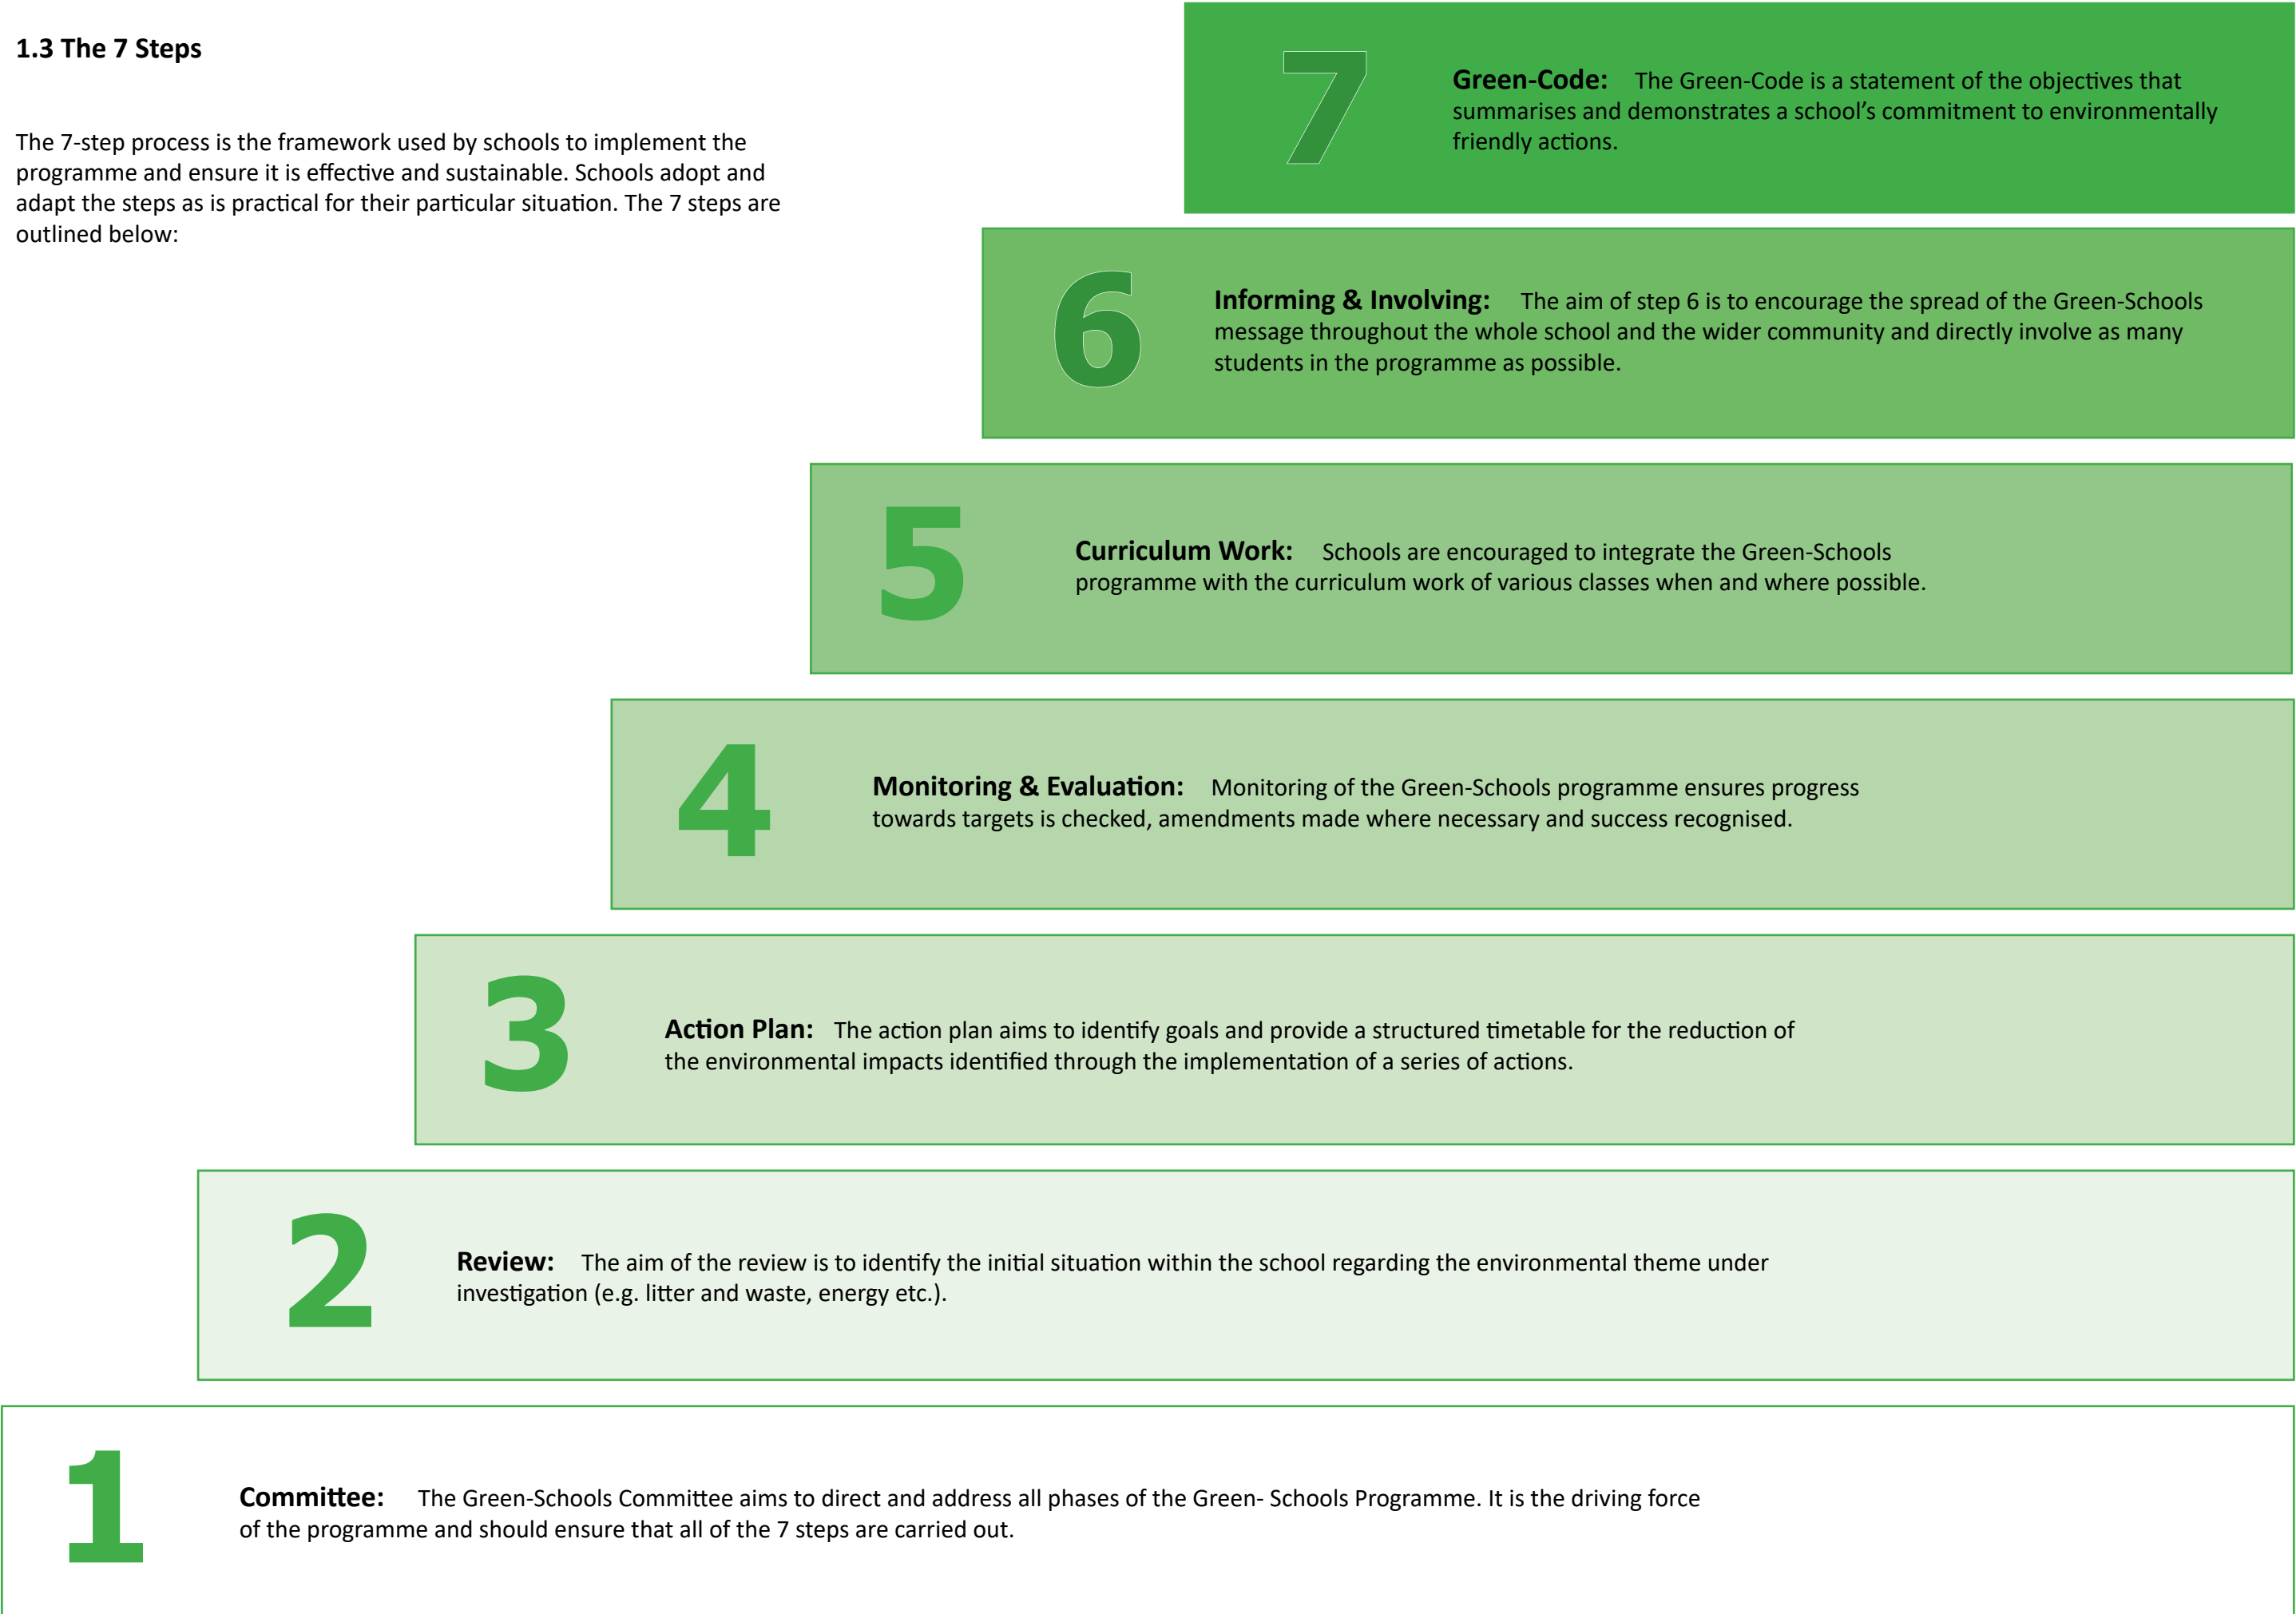 1.3 The 7 Steps
The 7-step process is the framework used by schools to implement the
programme and ensure it is effective and sustainable. Schools adopt and
adapt the steps as is practical for their particular situation. The 7 steps are
outlined below:
7
Green-Code: The Green-Code is a statement of the objectives that
summarises and demonstrates a school’s commitment to environmentally
friendly actions.
6
Informing & Involving: The aim of step 6 is to encourage the spread of the Green-Schools
message throughout the whole school and the wider community and directly involve as many
students in the programme as possible.
5
Curriculum Work: Schools are encouraged to integrate the Green-Schools
programme with the curriculum work of various classes when and where possible.
4
Monitoring & Evaluation: Monitoring of the Green-Schools programme ensures progress
towards targets is checked, amendments made where necessary and success recognised.
3
Action Plan: The action plan aims to identify goals and provide a structured timetable for the reduction of
the environmental impacts identified through the implementation of a series of actions.
2
Review: The aim of the review is to identify the initial situation within the school regarding the environmental theme under
investigation (e.g. litter and waste, energy etc.).
1
Committee: The Green-Schools Committee aims to direct and address all phases of the Green- Schools Programme. It is the driving force
of the programme and should ensure that all of the 7 steps are carried out.